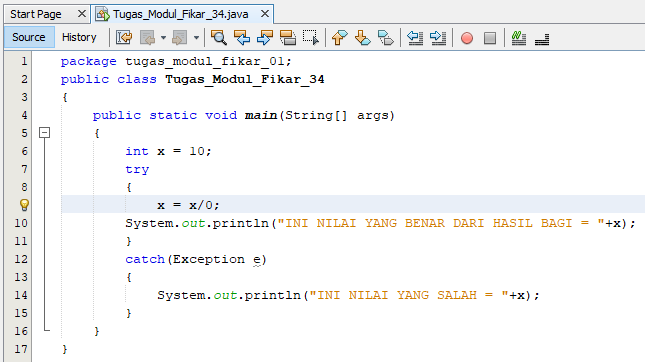 Start Page Tugas_Modul_Fikar_34.java
Source History
1 package tugas_modul_fikar_01;
2 public class Tugas_Modul_Fikar_34
3 {
4 public static void main(String[] args)
5 {
6 int x = 10;
7 try
8 {
x = x/0;
10 System.out.println("INI NILAI YANG BENAR DARI HASIL BAGI = "+x);
11 }
12 catch(Exception e)
13 {
14 System.out.println("INI NILAI YANG SALAH = "+x);
15 }
16 }
17 }